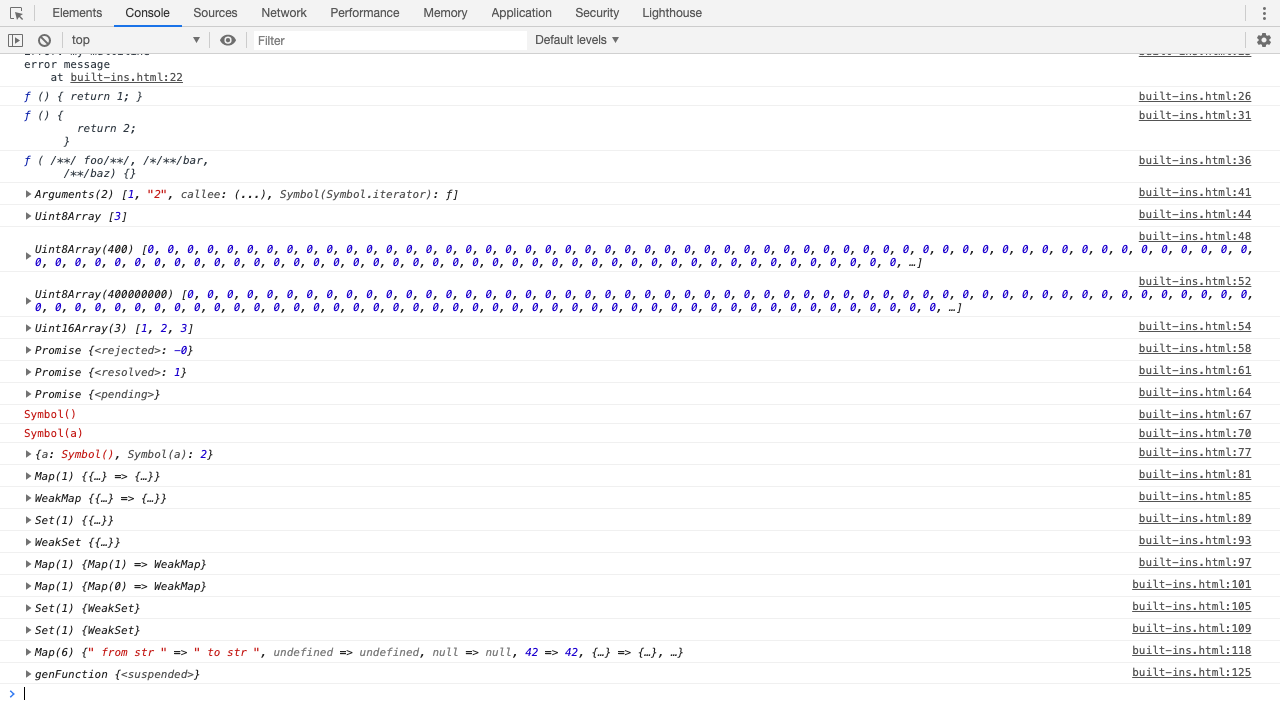 Elements Console Sources Network Performance Memory Application Security Lighthouse
top Filter Default levels
error message
at built-ins.html:22
ƒ () { return 1; } built-ins.html:26
ƒ () { built-ins.html:31
return 2;
}
ƒ ( /**/ foo/**/, /*/**/bar, built-ins.html:36
/**/baz) {}
Arguments(2) [1, "2", callee: (...), Symbol(Symbol.iterator): ƒ] built-ins.html:41
Uint8Array [3] built-ins.html:44
built-ins.html:48
Uint8Array(400) [0, 0, 0, 0, 0, 0, 0, 0, 0, 0, 0, 0, 0, 0, 0, 0, 0, 0, 0, 0, 0, 0, 0, 0, 0, 0, 0, 0, 0, 0, 0, 0, 0, 0, 0, 0, 0, 0, 0, 0, 0, 0, 0, 0, 0, 0, 0, 0, 0, 0, 0, 0, 0, 0, 0, 0,
0, 0, 0, 0, 0, 0, 0, 0, 0, 0, 0, 0, 0, 0, 0, 0, 0, 0, 0, 0, 0, 0, 0, 0, 0, 0, 0, 0, 0, 0, 0, 0, 0, 0, 0, 0, 0, 0, 0, 0, 0, 0, 0, 0, …]
built-ins.html:52
Uint8Array(400000000) [0, 0, 0, 0, 0, 0, 0, 0, 0, 0, 0, 0, 0, 0, 0, 0, 0, 0, 0, 0, 0, 0, 0, 0, 0, 0, 0, 0, 0, 0, 0, 0, 0, 0, 0, 0, 0, 0, 0, 0, 0, 0, 0, 0, 0, 0, 0, 0, 0, 0, 0, 0, 0, 0,
0, 0, 0, 0, 0, 0, 0, 0, 0, 0, 0, 0, 0, 0, 0, 0, 0, 0, 0, 0, 0, 0, 0, 0, 0, 0, 0, 0, 0, 0, 0, 0, 0, 0, 0, 0, 0, 0, 0, 0, 0, 0, 0, 0, 0, 0, …]
Uint16Array(3) [1, 2, 3] built-ins.html:54
Promise {<rejected>: -0} built-ins.html:58
Promise {<resolved>: 1} built-ins.html:61
Promise {<pending>} built-ins.html:64
Symbol() built-ins.html:67
Symbol(a) built-ins.html:70
{a: Symbol(), Symbol(a): 2} built-ins.html:77
Map(1) {{…} => {…}} built-ins.html:81
WeakMap {{…} => {…}} built-ins.html:85
Set(1) {{…}} built-ins.html:89
WeakSet {{…}} built-ins.html:93
Map(1) {Map(1) => WeakMap} built-ins.html:97
Map(1) {Map(0) => WeakMap} built-ins.html:101
Set(1) {WeakSet} built-ins.html:105
Set(1) {WeakSet} built-ins.html:109
Map(6) {" from str " => " to str ", undefined => undefined, null => null, 42 => 42, {…} => {…}, …} built-ins.html:118
genFunction {<suspended>} built-ins.html:125